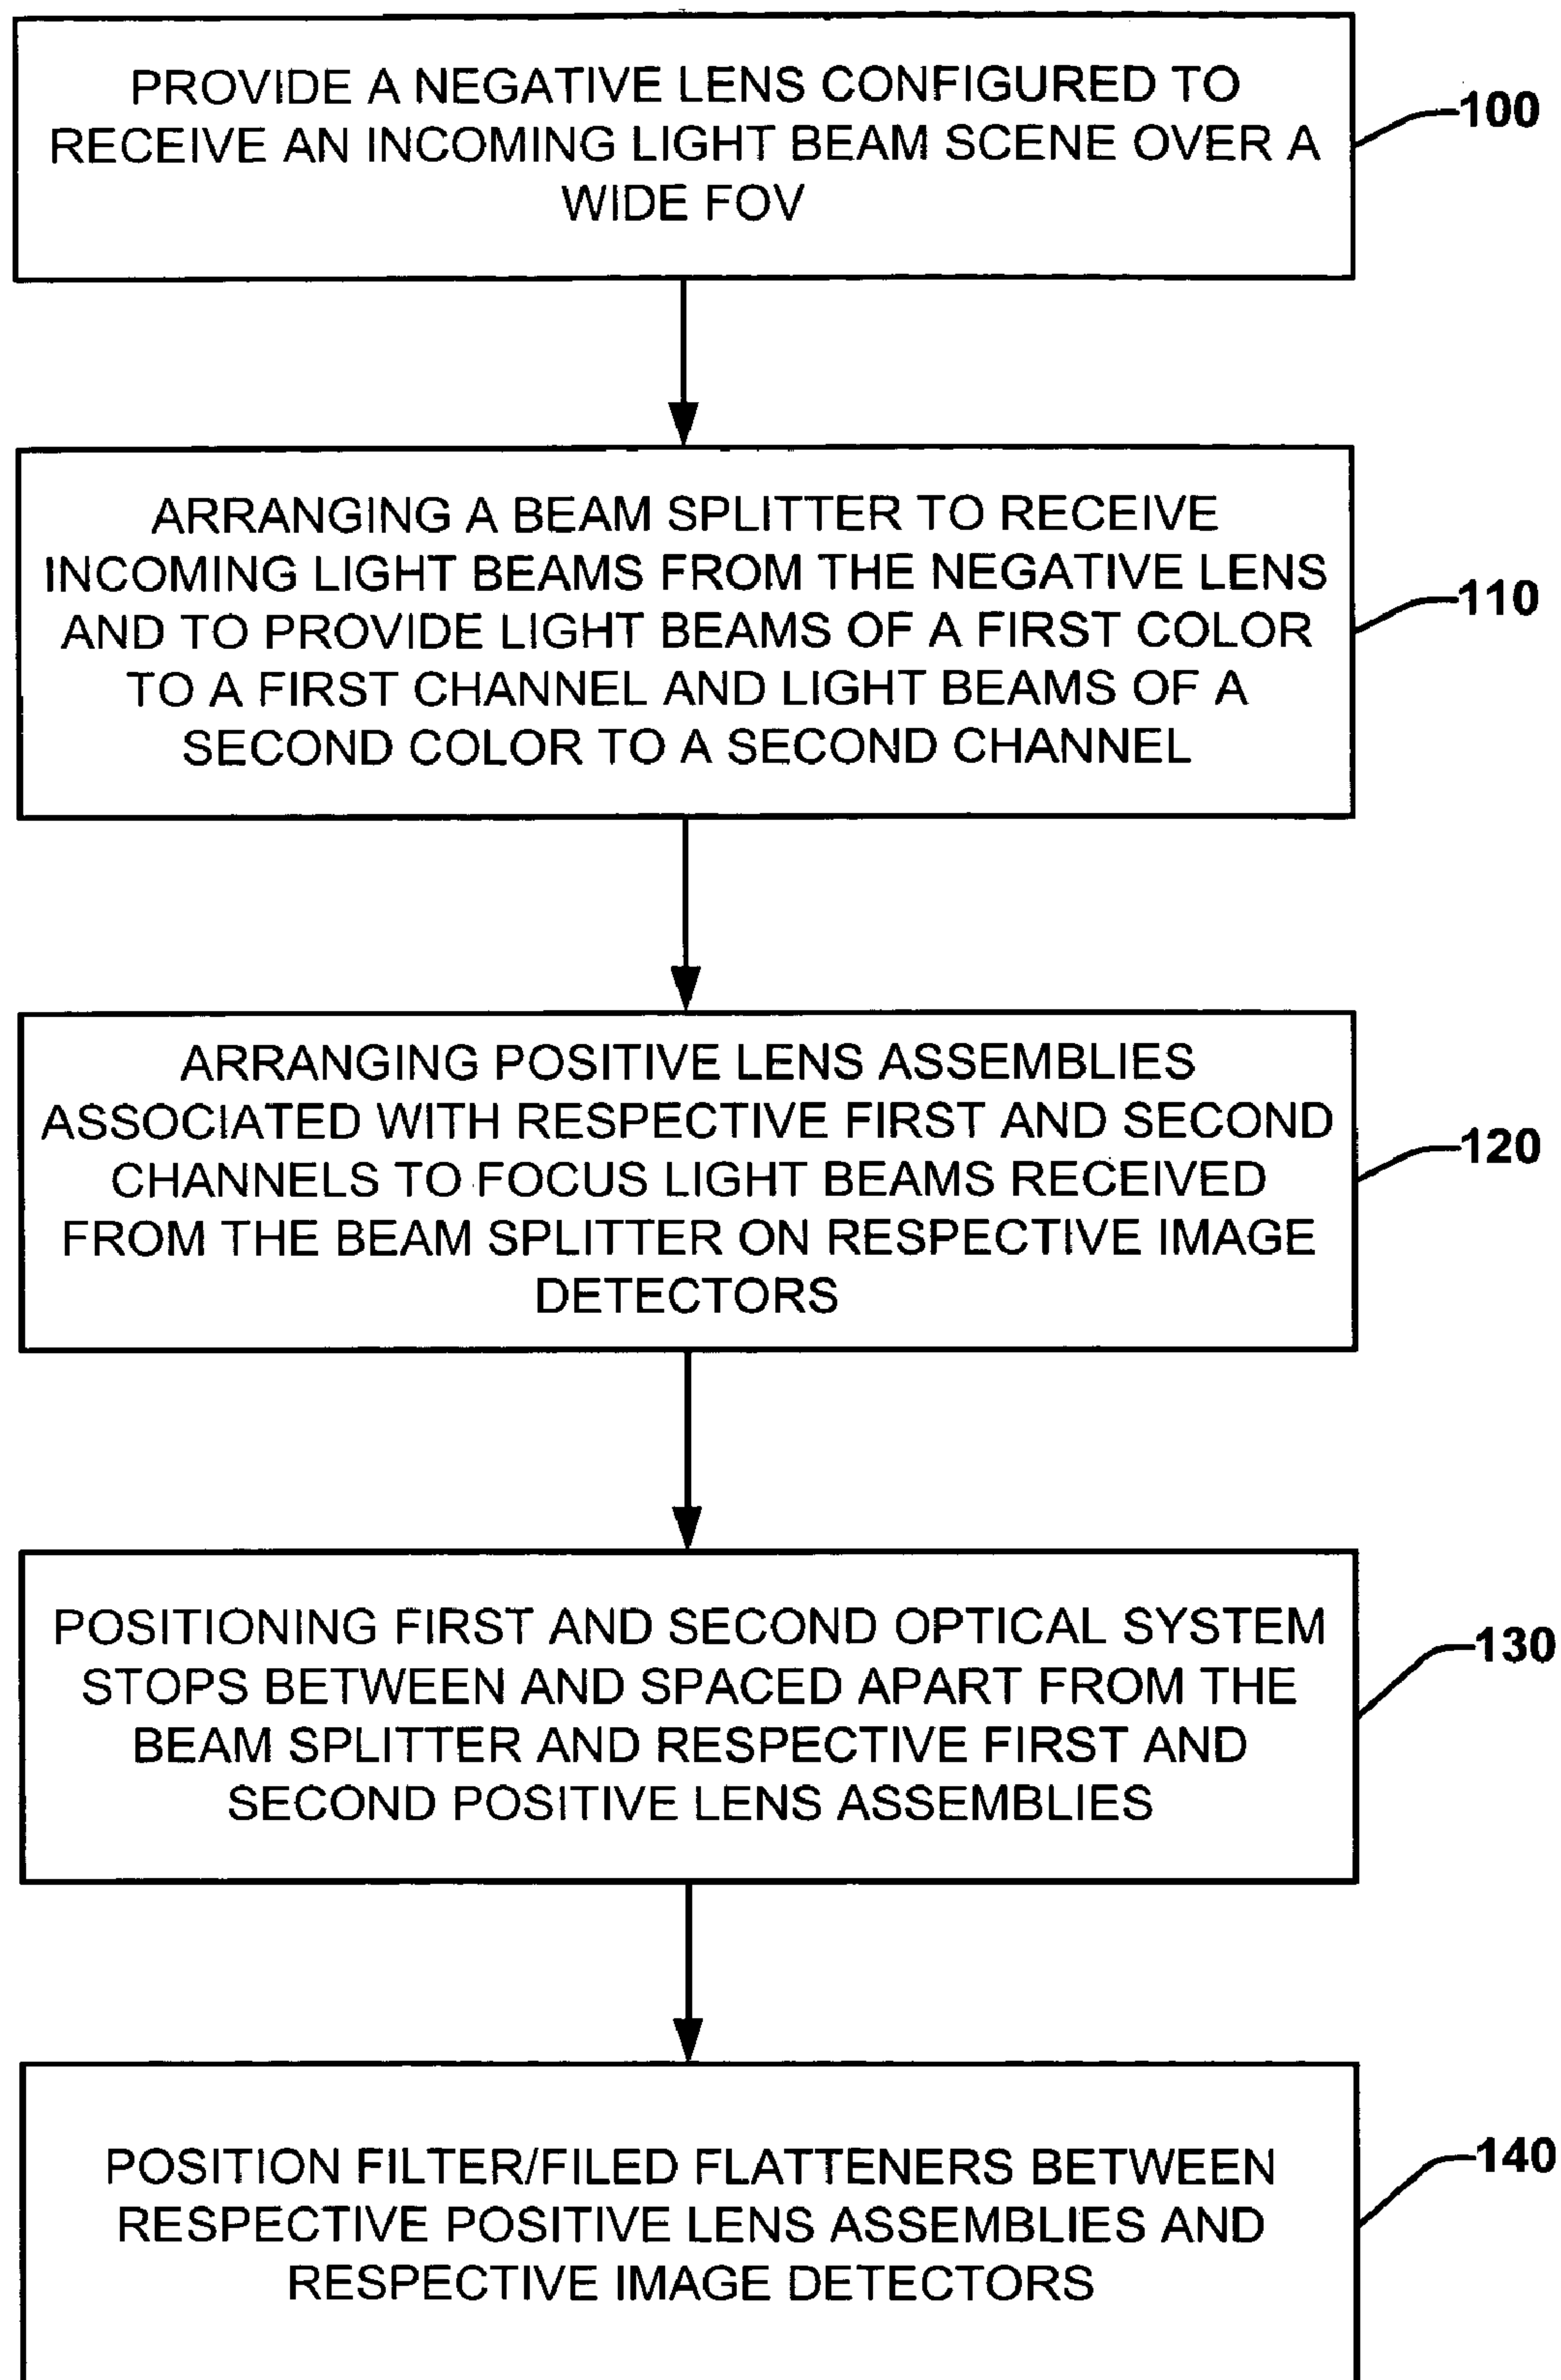 PROVIDE A NEGATIVE LENS CONFIGURED TO
RECEIVE AN INCOMING LIGHT BEAM SCENE OVER A
WIDE FOV
100
ARRANGING A BEAM SPLITTER TO RECEIVE
INCOMING LIGHT BEAMS FROM THE NEGATIVE LENS
AND TO PROVIDE LIGHT BEAMS OF A FIRST COLOR
TO A FIRST CHANNEL AND LIGHT BEAMS OF A
SECOND COLOR TO A SECOND CHANNEL
110
ARRANGING POSITIVE LENS ASSEMBLIES
ASSOCIATED WITH RESPECTIVE FIRST AND SECOND
CHANNELS TO FOCUS LIGHT BEAMS RECEIVED
FROM THE BEAM SPLITTER ON RESPECTIVE IMAGE
DETECTORS
120
POSITIONING FIRST AND SECOND OPTICAL SYSTEM
STOPS BETWEEN AND SPACED APART FROM THE
BEAM SPLITTER AND RESPECTIVE FIRST AND
SECOND POSITIVE LENS ASSEMBLIES
130
POSITION FILTER/FILED FLATTENERS BETWEEN
RESPECTIVE POSITIVE LENS ASSEMBLIES AND
RESPECTIVE IMAGE DETECTORS
140